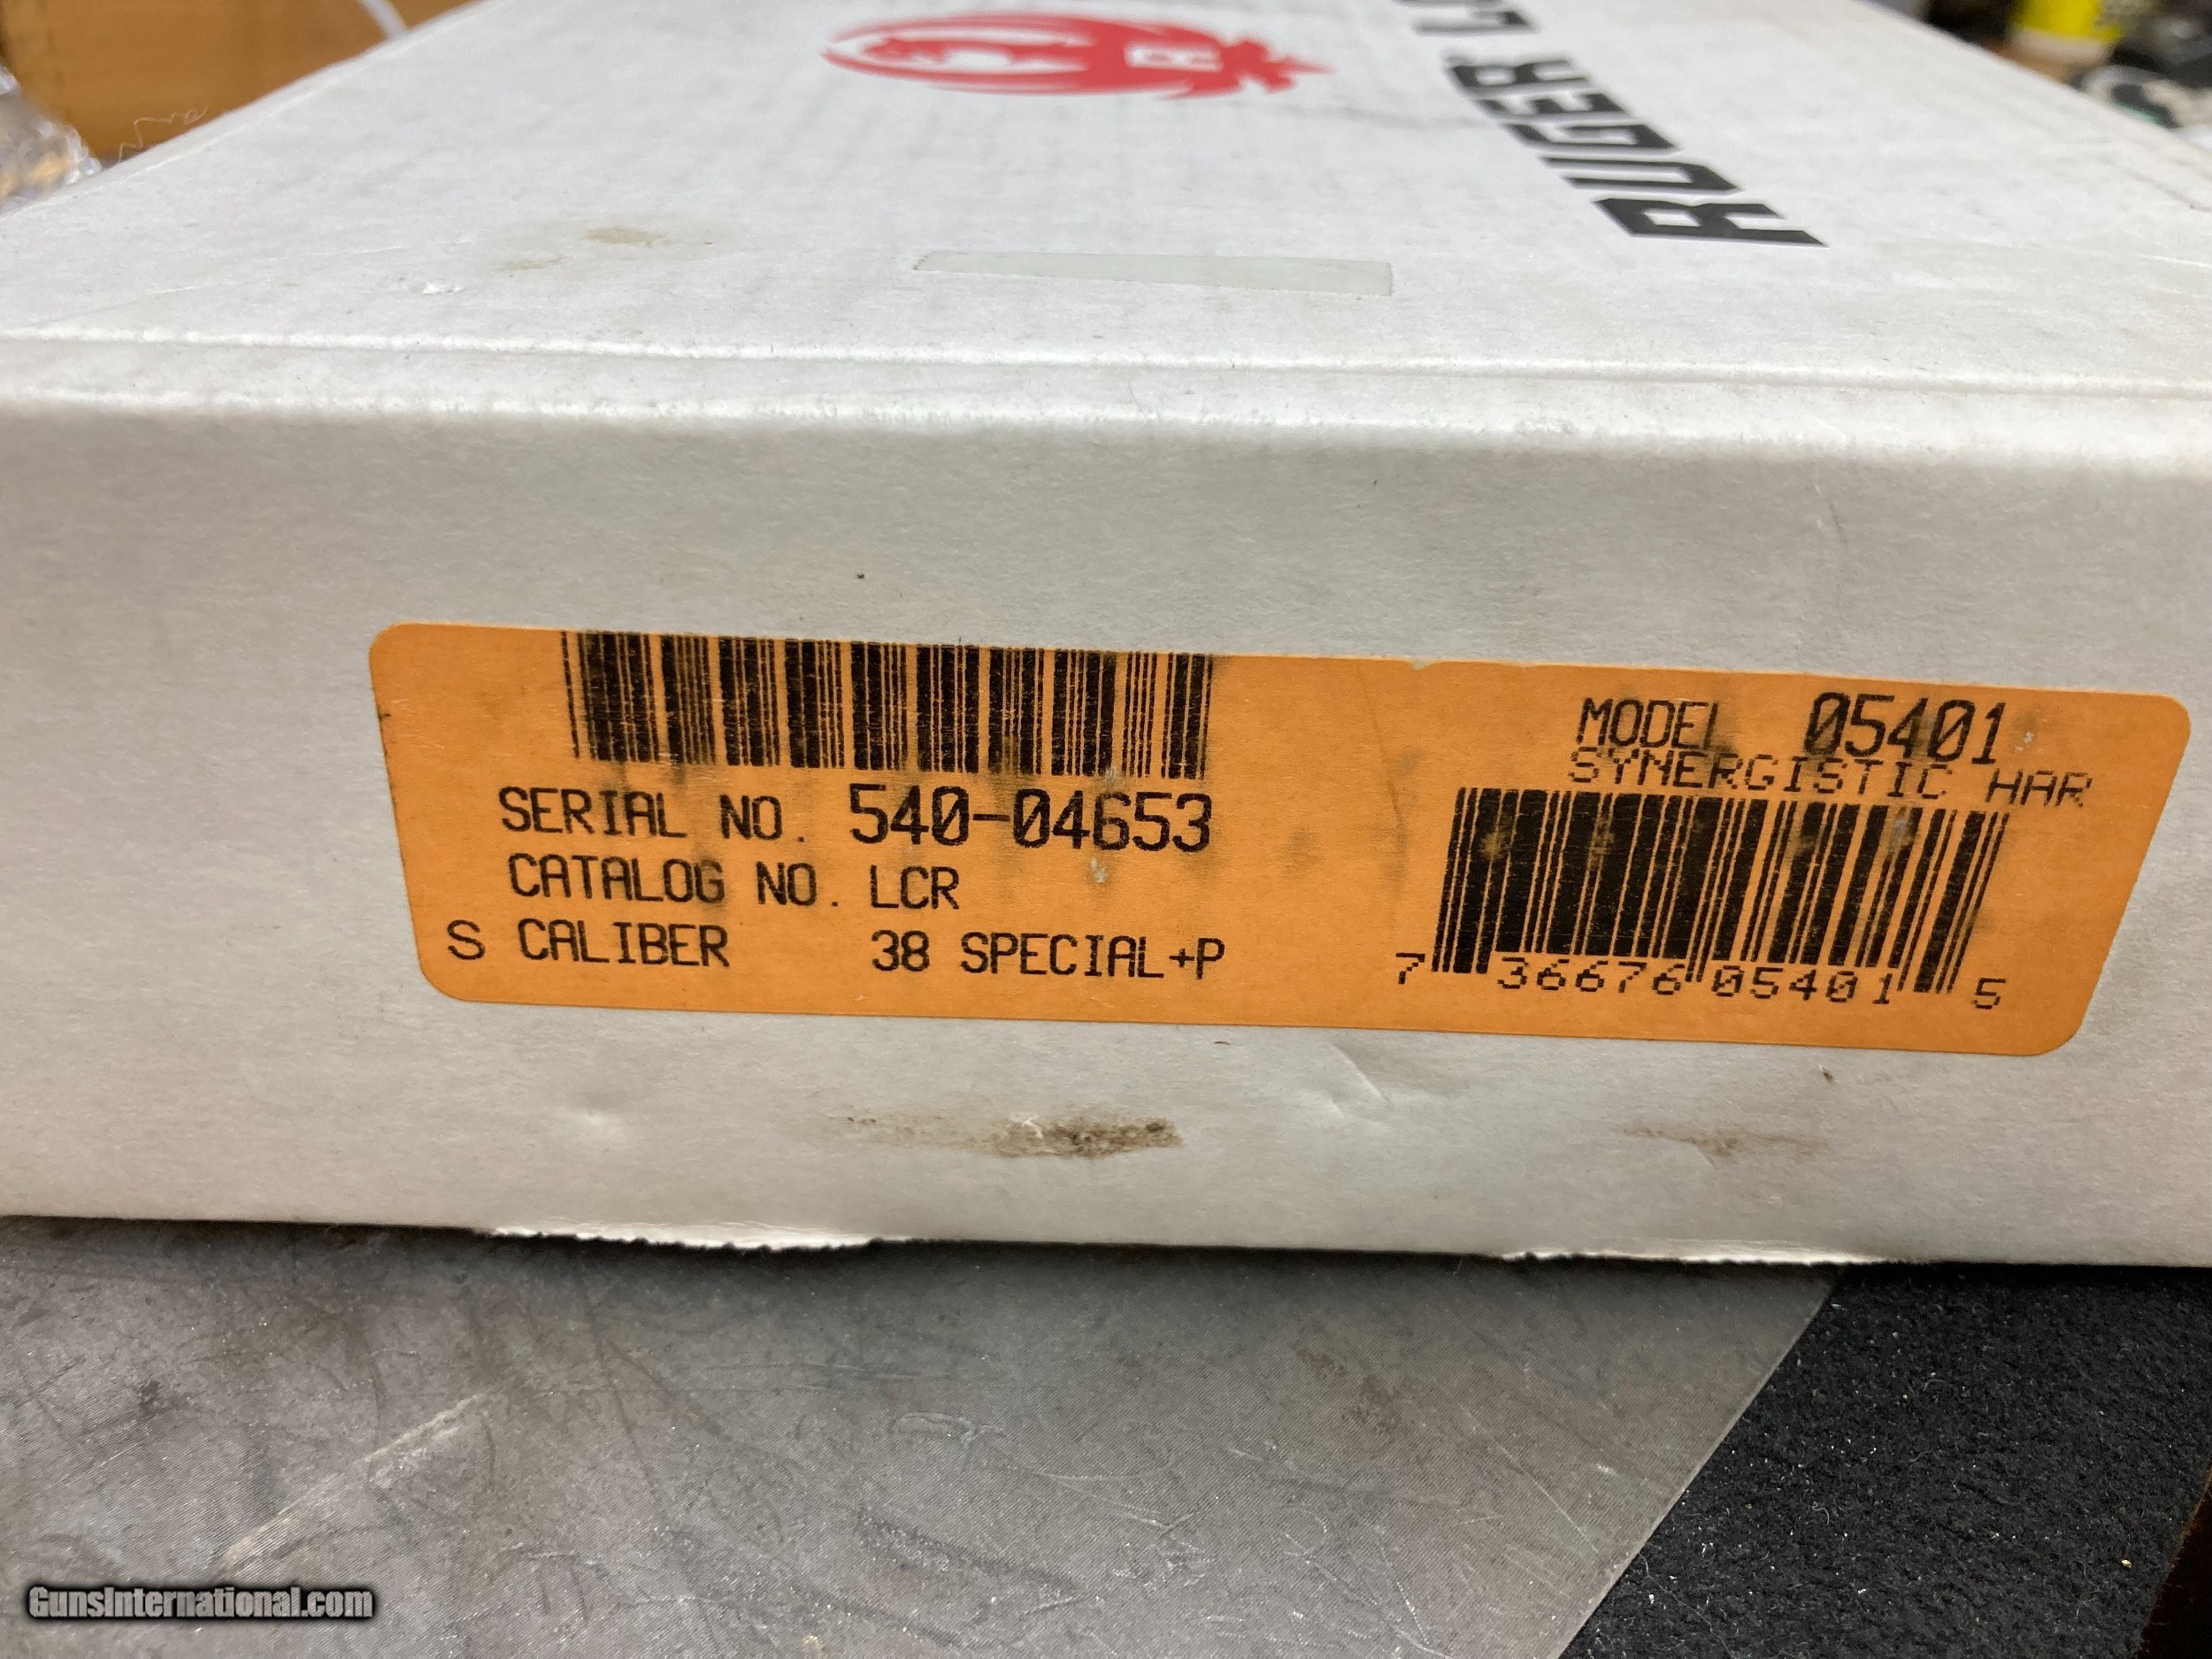 RUGER LC
SERIAL NO. 540-04653
CATALOG NO. LCR
S CALIBER 38 SPECIAL+P
MODEL 05401
SYNERGISTIC HAR
7 36676 05401 5
GunsInternational.com